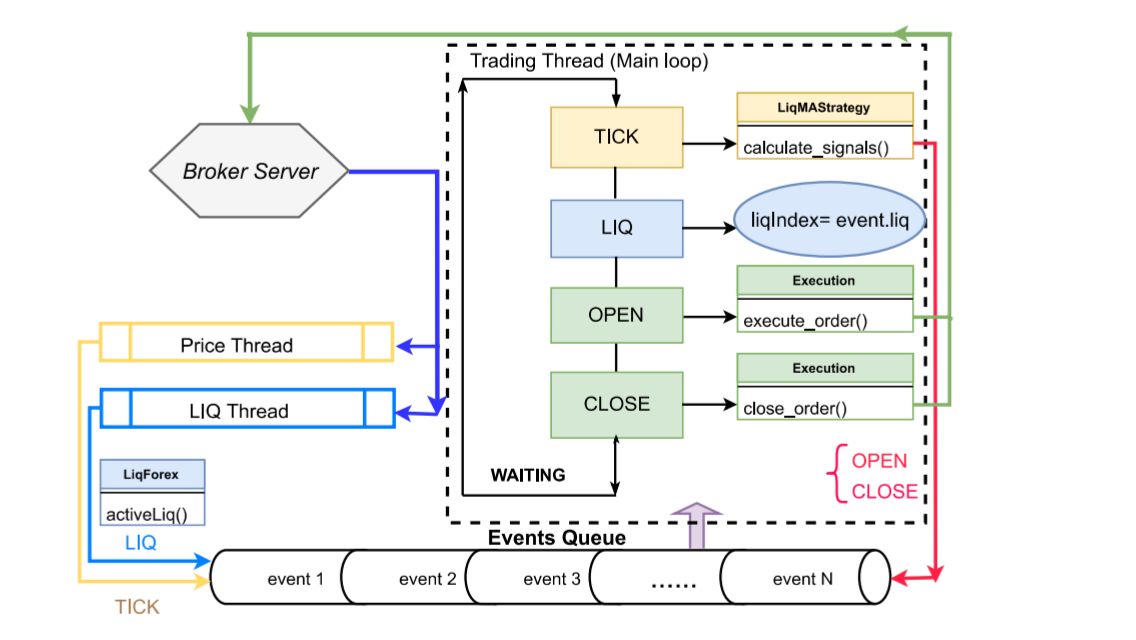 Trading Thread (Main loop)
TICK
LiqMAStrategy
calculate_signals()
Broker Server
LIQ
liqIndex= event.liq
OPEN
Execution
execute_order()
Price Thread
CLOSE
Execution
close_order()
LIQ Thread
WAITING
OPEN
CLOSE
LiqForex
activeLiq()
LIQ
Events Queue
event 1
event 2
event 3
......
event N
TICK